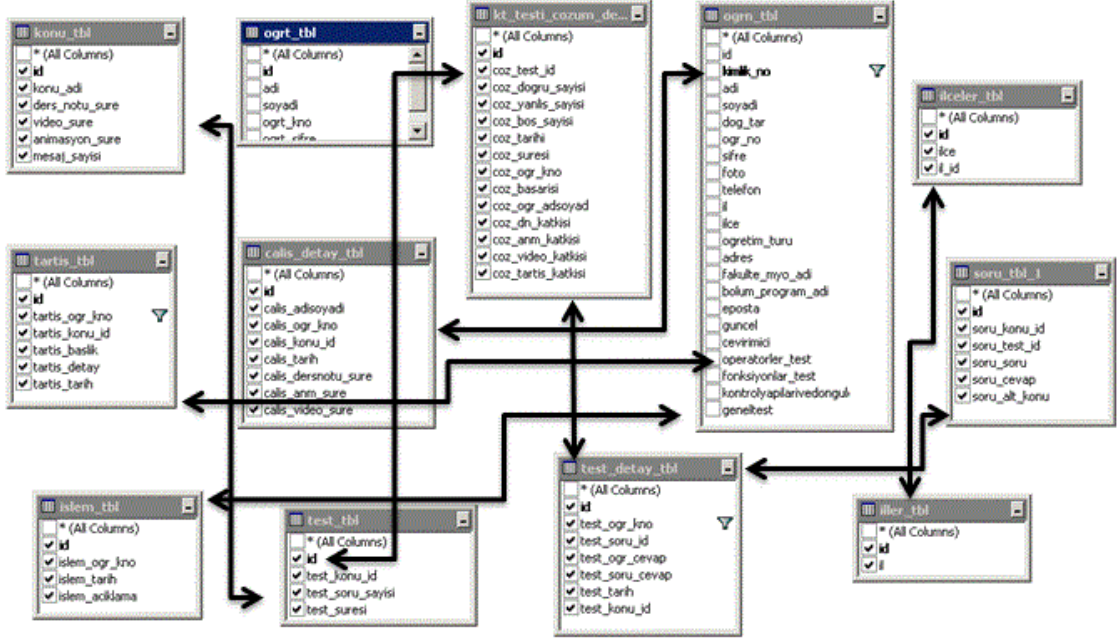 konu_tbl
* (All Columns)
id
konu_adi
ders_notu_sure
video_sure
animasyon_sure
mesaj_sayisi
ogrt_tbl
* (All Columns)
id
adi
soyadi
ogrt_kno
ogrt_sifre
kt_testi_cozum_de...
* (All Columns)
id
coz_test_id
coz_dogru_sayisi
coz_yanlis_sayisi
coz_bos_sayisi
coz_tarihi
coz_suresi
coz_ogr_kno
coz_basarisi
coz_ogr_adsoyad
coz_dn_katkisi
coz_anm_katkisi
coz_video_katkisi
coz_tartis_katkisi
ogrn_tbl
* (All Columns)
id
kimlik_no
adi
soyadi
dog_tar
ogr_no
sifre
foto
telefon
il
ilce
ogretim_turu
adres
fakulte_myo_adi
bolum_program_adi
eposta
guncel
cevirimici
operatorler_test
fonksiyonlar_test
kontrolyapilarivedongul
geneltest
ilceler_tbl
* (All Columns)
id
ilce
il_id
tartis_tbl
* (All Columns)
id
tartis_ogr_kno
tartis_konu_id
tartis_baslik
tartis_detay
tartis_tarih
calis_detay_tbl
* (All Columns)
id
calis_adisoyadi
calis_ogr_kno
calis_konu_id
calis_tarih
calis_dersnotu_sure
calis_anm_sure
calis_video_sure
soru_tbl_1
* (All Columns)
id
soru_konu_id
soru_test_id
soru_soru
soru_cevap
soru_alt_konu
islem_tbl
* (All Columns)
id
islem_ogr_kno
islem_tarih
islem_aciklama
test_tbl
* (All Columns)
id
test_konu_id
test_soru_sayisi
test_suresi
test_detay_tbl
* (All Columns)
id
test_ogr_kno
test_soru_id
test_ogr_cevap
test_soru_cevap
test_tarih
test_konu_id
iller_tbl
* (All Columns)
id
il